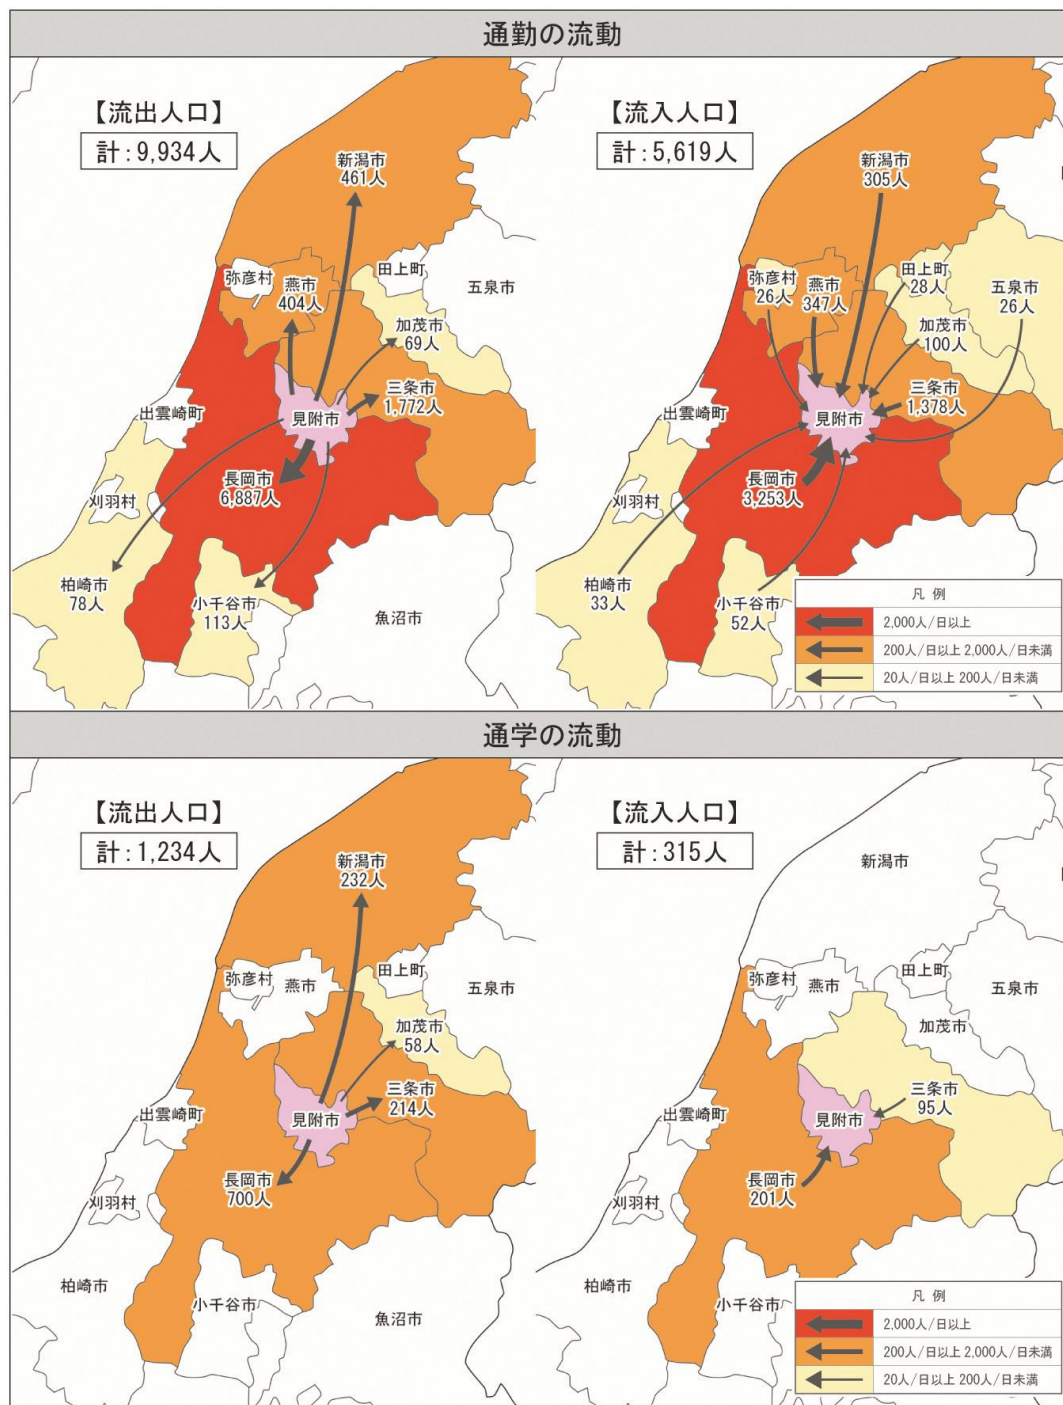 通勤の流動
【流出人口】
計：9,934人
新潟市
461人
弥彦村
燕市
404人
田上町
五泉市
加茂市
69人
三条市
1,772人
出雲崎町
見附市
長岡市
6,887人
刈羽村
柏崎市
78人
小千谷市
113人
魚沼市
【流入人口】
計：5,619人
新潟市
305人
弥彦村
26人
燕市
347人
田上町
28人
五泉市
26人
加茂市
100人
三条市
1,378人
出雲崎町
見附市
長岡市
3,253人
刈羽村
柏崎市
33人
小千谷市
52人
凡 例
2,000人/日以上
200人/日以上 2,000人/日未満
20人/日以上 200人/日未満
通学の流動
【流出人口】
計：1,234人
新潟市
232人
弥彦村
燕市
田上町
五泉市
加茂市
58人
三条市
214人
出雲崎町
見附市
長岡市
700人
刈羽村
柏崎市
小千谷市
魚沼市
【流入人口】
計：315人
新潟市
弥彦村
燕市
田上町
五泉市
加茂市
三条市
95人
出雲崎町
見附市
長岡市
201人
刈羽村
柏崎市
小千谷市
凡 例
2,000人/日以上
200人/日以上 2,000人/日未満
20人/日以上 200人/日未満